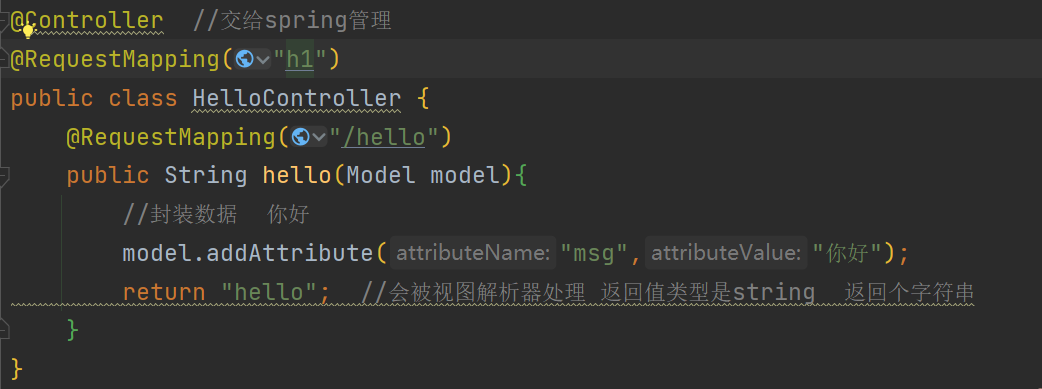 @Controller  //交给spring管理
@RequestMapping("h1")
public class HelloController {
    @RequestMapping("/hello")
    public String hello(Model model){
        //封装数据  你好
        model.addAttribute( attributeName: "msg", attributeValue: "你好");
        return "hello";  //会被视图解析器处理 返回值类型是string  返回个字符串
    }
}